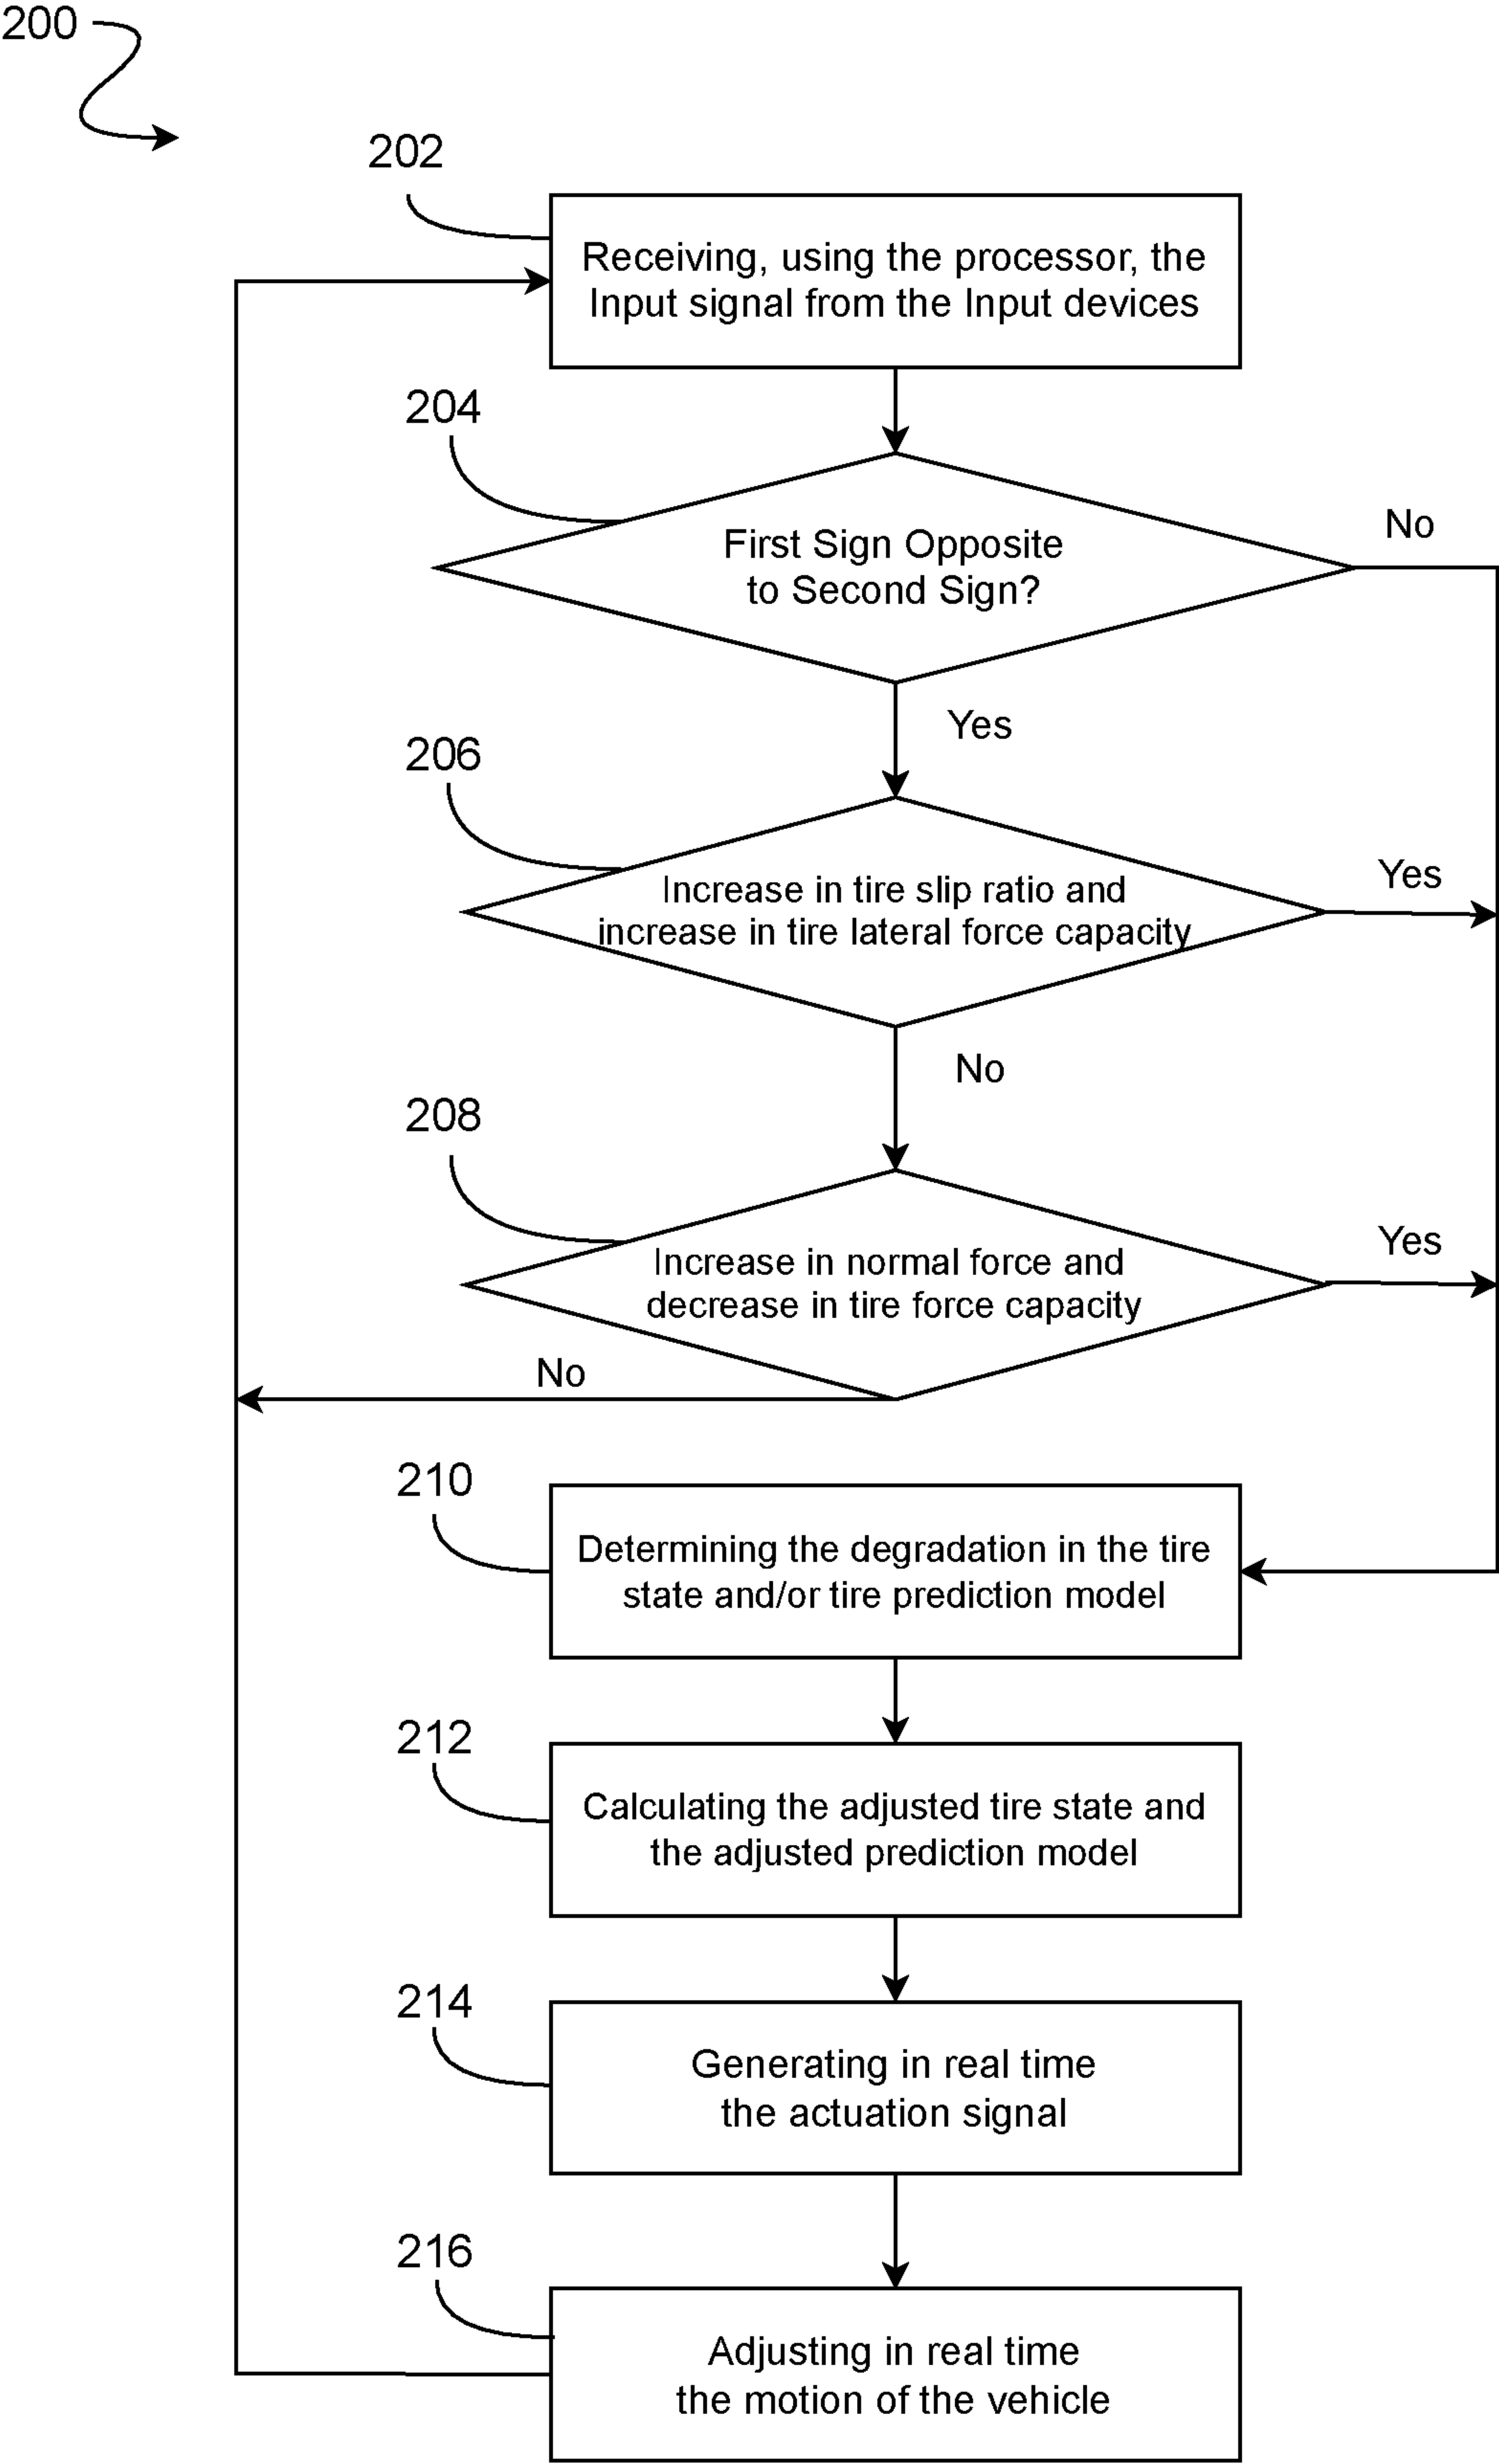 200
202
Receiving, using the processor, the
Input signal from the Input devices
204
First Sign Opposite
to Second Sign?
No
Yes
206
Increase in tire slip ratio and
increase in tire lateral force capacity
Yes
No
208
Increase in normal force and
decrease in tire force capacity
Yes
No
210
Determining the degradation in the tire
state and/or tire prediction model
212
Calculating the adjusted tire state and
the adjusted prediction model
214
Generating in real time
the actuation signal
216
Adjusting in real time
the motion of the vehicle